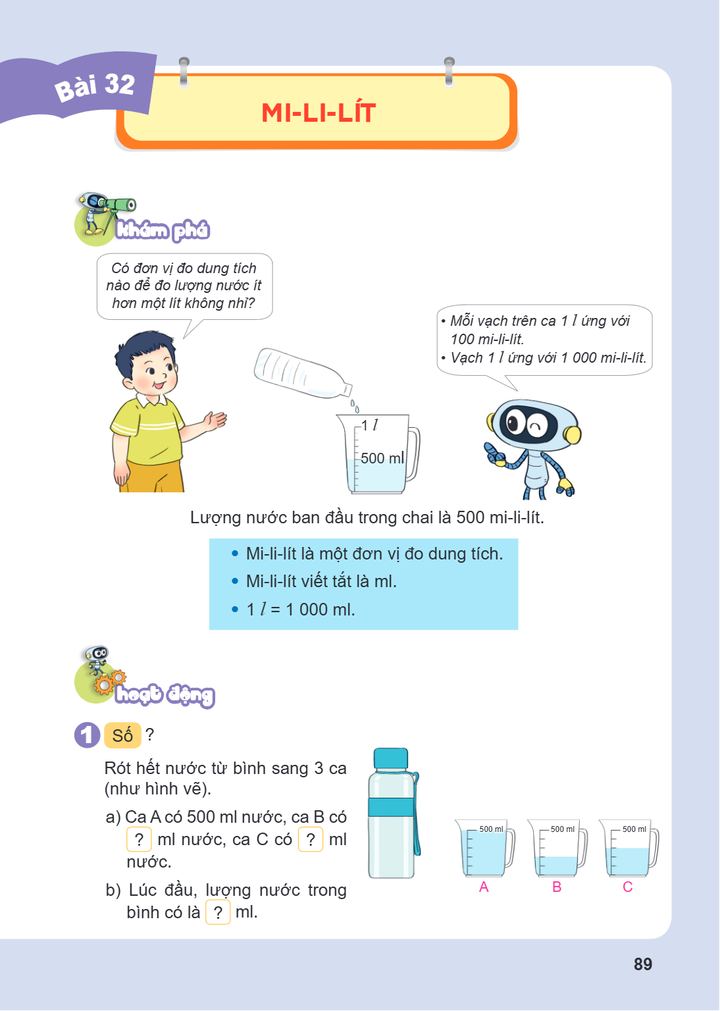 Bài 32
MI-LI-LÍT
khám phá
Có đơn vị đo dung tích
nào để đo lượng nước ít
hơn một lít không nhỉ?
• Mỗi vạch trên ca 1 l ứng với
100 mi-li-lít.
• Vạch 1 l ứng với 1 000 mi-li-lít.
1 l
500 ml
Lượng nước ban đầu trong chai là 500 mi-li-lít.
• Mi-li-lít là một đơn vị đo dung tích.
• Mi-li-lít viết tắt là ml.
• 1 l = 1 000 ml.
hoạt động
1 Số ?
Rót hết nước từ bình sang 3 ca
(như hình vẽ).
a) Ca A có 500 ml nước, ca B có
? ml nước, ca C có ? ml
nước.
b) Lúc đầu, lượng nước trong
bình có là ? ml.
500 ml 500 ml 500 ml
A B C
89